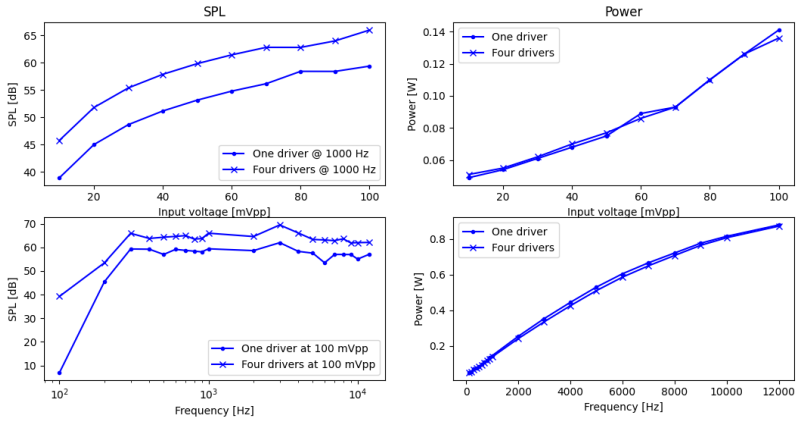 SPL
SPL [dB]
65
60
55
50
45
40
One driver @ 1000 Hz
Four drivers @ 1000 Hz
20
40
60
80
100
Input voltage [mVpp]
Power
Power [W]
0.14
0.12
0.10
0.08
0.06
One driver
Four drivers
20
40
60
80
100
Input voltage [mVpp]
SPL [dB]
70
60
50
40
30
20
10
One driver at 100 mVpp
Four drivers at 100 mVpp
10²
10³
10⁴
Frequency [Hz]
Power [W]
0.8
0.6
0.4
0.2
One driver
Four drivers
0
2000
4000
6000
8000
10000
12000
Frequency [Hz]